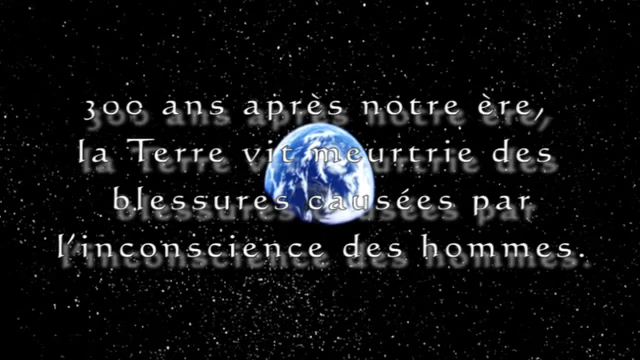 300 ans après notre ère,
la Terre vit meurtrie des
blessures causées par
l'inconscience des hommes.